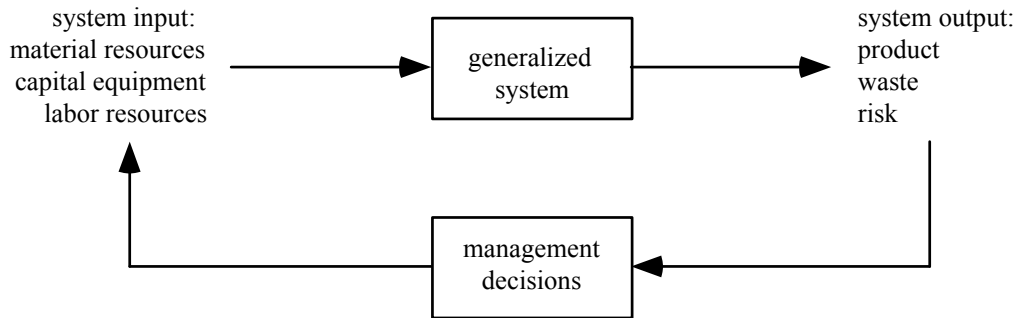 system input:
material resources
capital equipment
labor resources
generalized
system
system output:
product
waste
risk
management
decisions